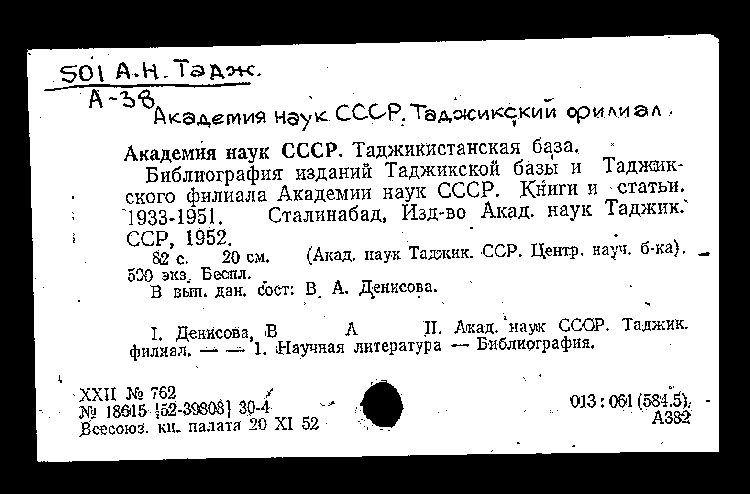 501 А.Н. Тадж.
А-38
Академия наук СССР. Таджикский филиал.
Академия наук СССР. Таджикистанская база.
Библиография изданий Таджикской базы и Таджик-
ского филиала Академии наук СССР. Книги и статьи.
1933-1951. Сталинабад, Изд-во Акад. наук Таджик.
ССР, 1952.
82 с. 20 см. (Акад. наук Таджик. ССР. Центр. науч. б-ка).
500 экз. Беспл.
В вып. дан. сост: В. А. Денисова.
I. Денисова, В А II. Акад. наук СССР. Таджик.
филиал. — — 1. Научная литература — Библиография.
XXII № 762
№ 18615 [52-39808] 30-4
Всесоюз. кн. палата 20 XI 52
013 : 061 (584.5)
А382